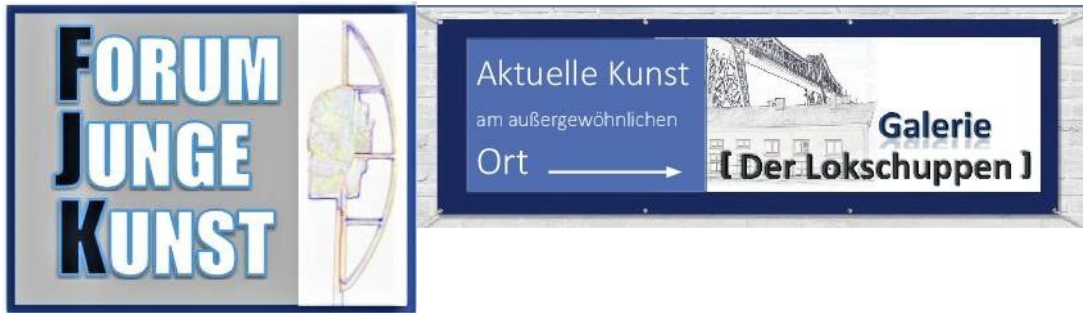 FORUM
JUNGE
KUNST
Aktuelle Kunst
am außergewöhnlichen
Ort
Galerie
[ Der Lokschuppen ]